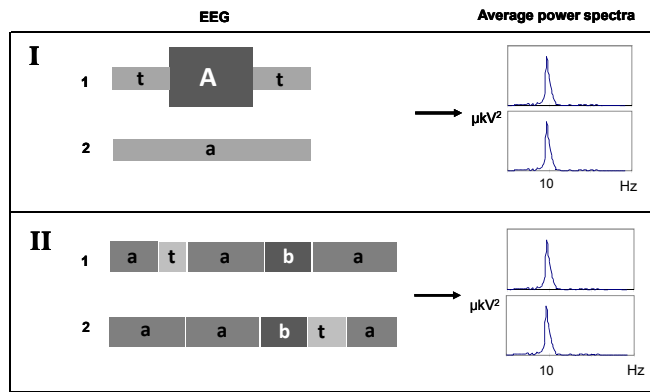 EEG
Average power spectra
I
1
t A t
2
a
µkV²
10
Hz
II
1
a t a b a
2
a a b t a
µkV²
10
Hz